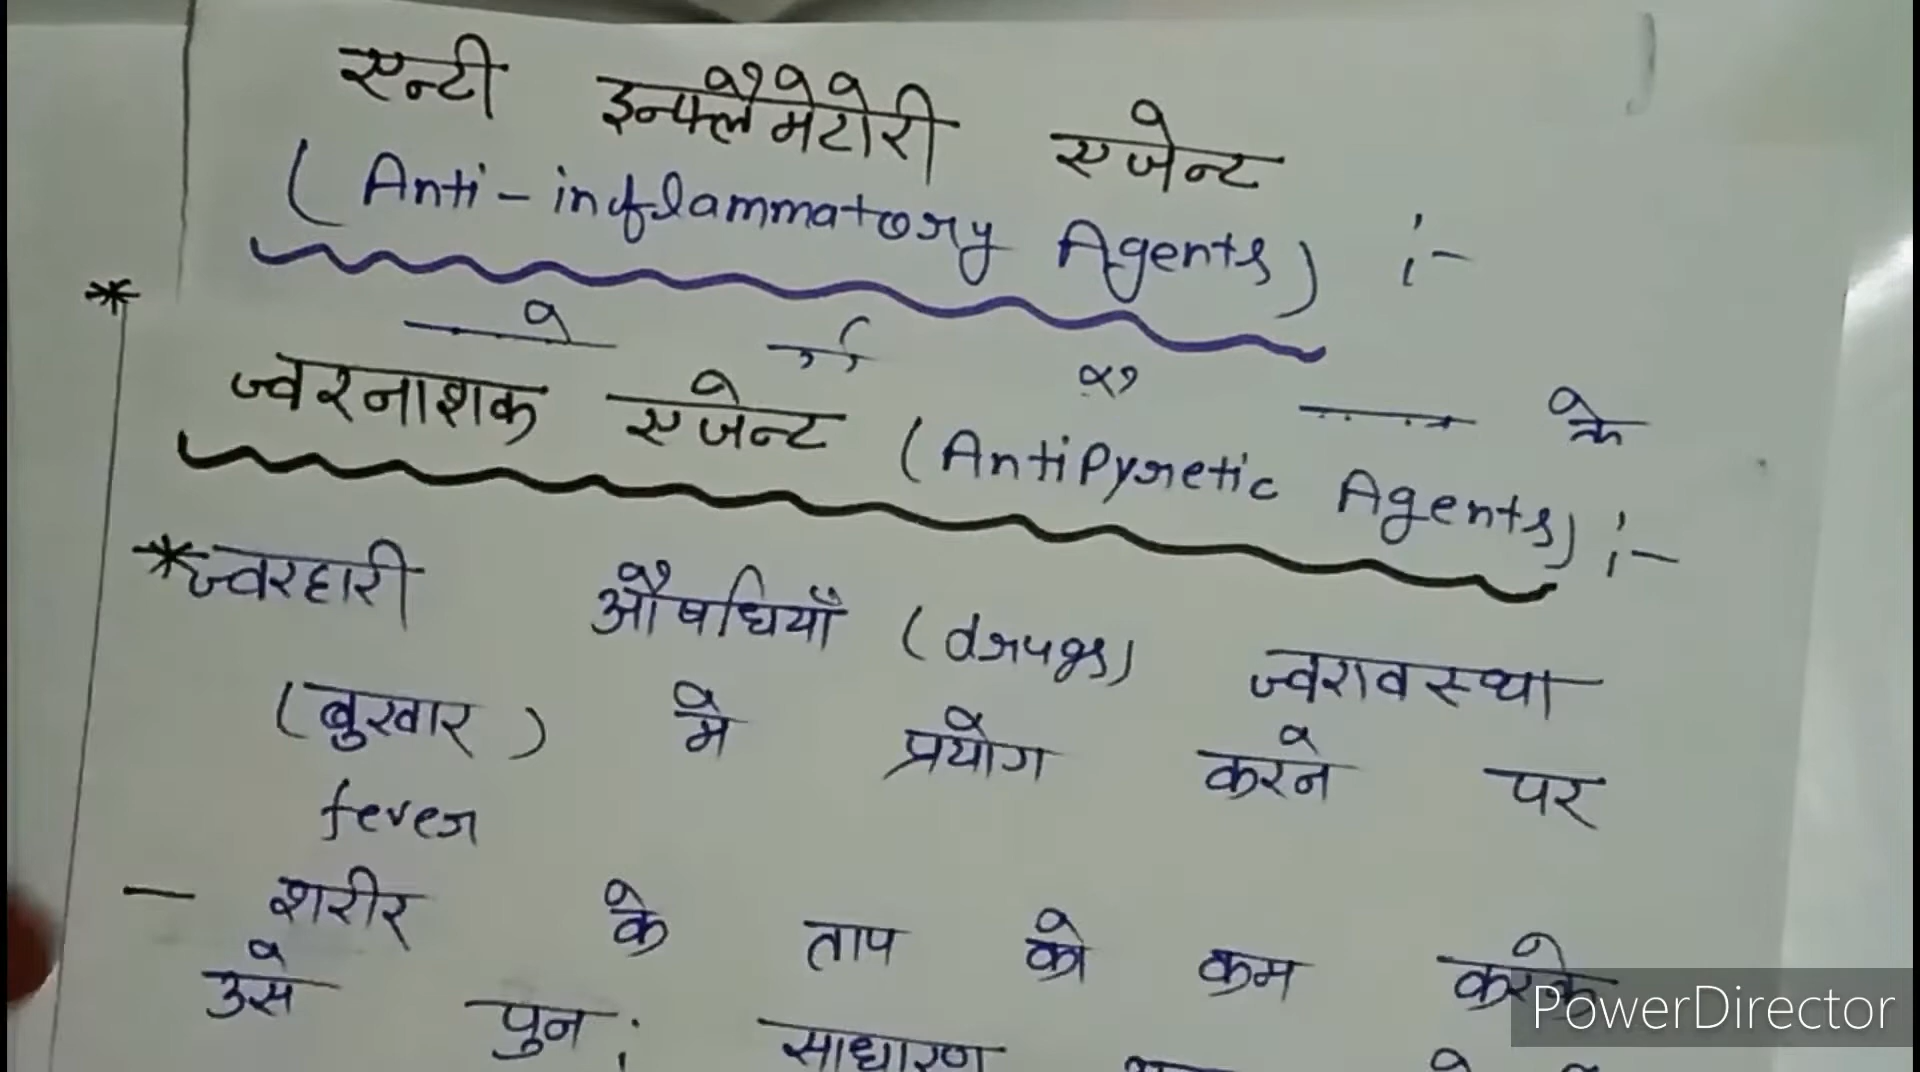 एन्टी इन्फ्लैमेटोरी एजेन्ट
(Anti-inflammatory Agents) :-
के
ज्वरनाशक एजेन्ट (AntiPyretic Agents) :-
*ज्वरहारी औषधियाँ (drugs) ज्वरावस्था
(बुखार) मे प्रयोग करने पर
fever
- शरीर के ताप को कम करके
उसे पुन: साधारण
PowerDirector